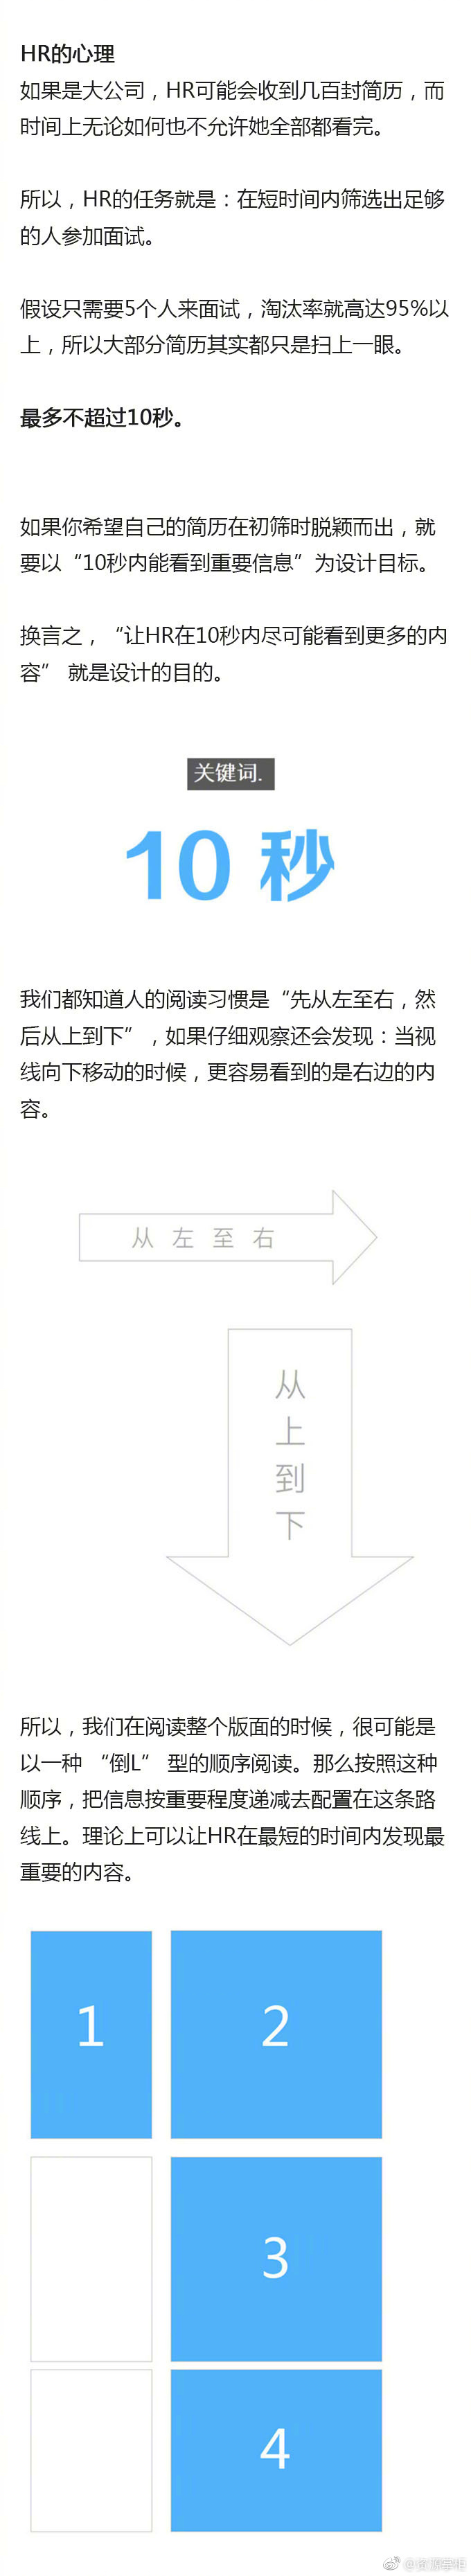 HR的心理
如果是大公司，HR可能会收到几百封简历，而
时间上无论如何也不允许她全部都看完。
所以，HR的任务就是：在短时间内筛选出足够
的人参加面试。
假设只需要5个人来面试，淘汰率就高达95%以
上，所以大部分简历其实都只是扫上一眼。
最多不超过10秒。
如果你希望自己的简历在初筛时脱颖而出，就
要以“10秒内能看到重要信息”为设计目标。
换言之，“让HR在10秒内尽可能看到更多的内
容” 就是设计的目的。
关键词.
10 秒
我们都知道人的阅读习惯是“先从左至右，然
后从上到下”，如果仔细观察还会发现：当视
线向下移动的时候，更容易看到的是右边的内
容。
从 左 至 右
从
上
到
下
所以，我们在阅读整个版面的时候，很可能是
以一种 “倒L” 型的顺序阅读。那么按照这种
顺序，把信息按重要程度递减去配置在这条路
线上。理论上可以让HR在最短的时间内发现最
重要的内容。
1
2
3
4